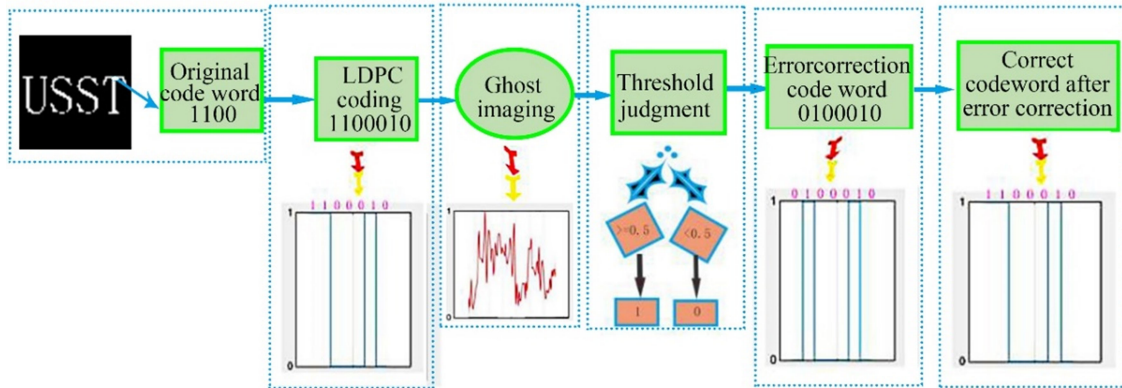 USST
Original
code word
1100
LDPC
coding
1100010
Ghost
imaging
Threshold
judgment
Errorcorrection
code word
0100010
Correct
codeword after
error correction
1 1 0 0 0 1 0
1
0
1
0
>=0.5
<0.5
1
0
0 1 0 0 0 1 0
1
0
1 1 0 0 0 1 0
1
0